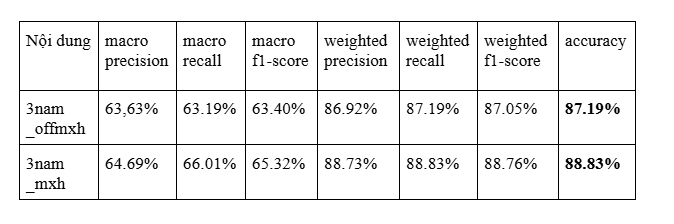 Nội dung macro precision macro recall macro f1-score weighted precision weighted recall weighted f1-score accuracy
3nam _offmxh 63,63% 63.19% 63.40% 86.92% 87.19% 87.05% 87.19%
3nam _mxh 64.69% 66.01% 65.32% 88.73% 88.83% 88.76% 88.83%